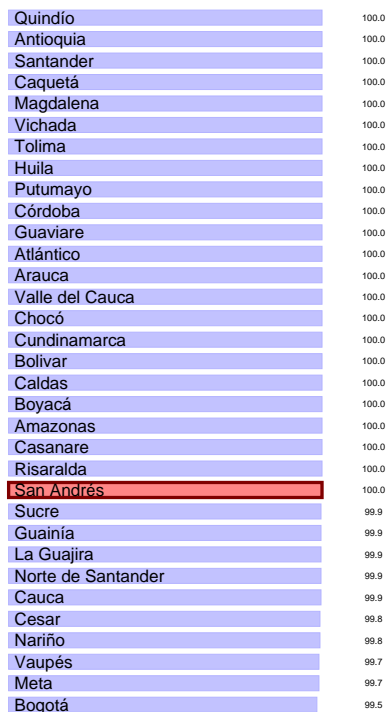 Quindío 100.0
Antioquia 100.0
Santander 100.0
Caquetá 100.0
Magdalena 100.0
Vichada 100.0
Tolima 100.0
Huila 100.0
Putumayo 100.0
Córdoba 100.0
Guaviare 100.0
Atlántico 100.0
Arauca 100.0
Valle del Cauca 100.0
Chocó 100.0
Cundinamarca 100.0
Bolivar 100.0
Caldas 100.0
Boyacá 100.0
Amazonas 100.0
Casanare 100.0
Risaralda 100.0
San Andrés 100.0
Sucre 99.9
Guainía 99.9
La Guajira 99.9
Norte de Santander 99.9
Cauca 99.9
Cesar 99.8
Nariño 99.8
Vaupés 99.7
Meta 99.7
Bogotá 99.5